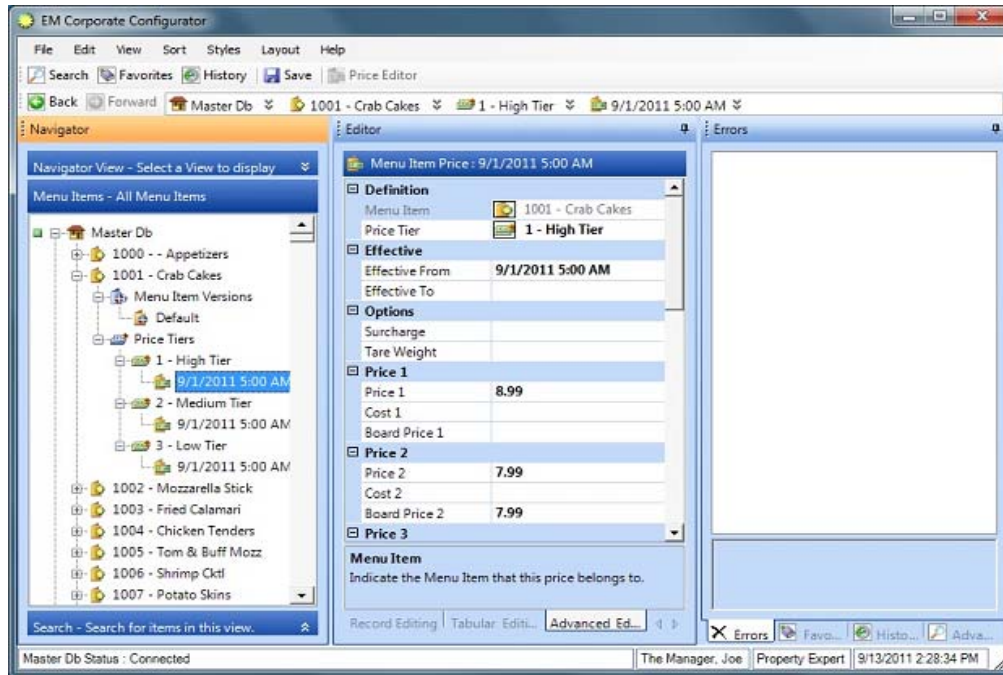 EM Corporate Configurator
File Edit View Sort Styles Layout Help
Search Favorites History Save Price Editor
Back Forward Master Db 1001 - Crab Cakes 1 - High Tier 9/1/2011 5:00 AM
Navigator
Navigator View - Select a View to display
Menu Items - All Menu Items
Master Db
1000 - - Appetizers
1001 - Crab Cakes
Menu Item Versions
Default
Price Tiers
1 - High Tier
9/1/2011 5:00 AM
2 - Medium Tier
9/1/2011 5:00 AM
3 - Low Tier
9/1/2011 5:00 AM
1002 - Mozzarella Stick
1003 - Fried Calamari
1004 - Chicken Tenders
1005 - Tom & Buff Mozz
1006 - Shrimp Cktl
1007 - Potato Skins
Search - Search for items in this view.
Editor
Menu Item Price : 9/1/2011 5:00 AM
Definition
Menu Item 1001 - Crab Cakes
Price Tier 1 - High Tier
Effective
Effective From 9/1/2011 5:00 AM
Effective To
Options
Surcharge
Tare Weight
Price 1
Price 1 8.99
Cost 1
Board Price 1
Price 2
Price 2 7.99
Cost 2
Board Price 2 7.99
Price 3
Menu Item
Indicate the Menu Item that this price belongs to.
Record Editing Tabular Editi... Advanced Ed...
Errors
Errors Favo... Histo... Adva...
Master Db Status : Connected
The Manager, Joe Property Expert 9/13/2011 2:28:34 PM